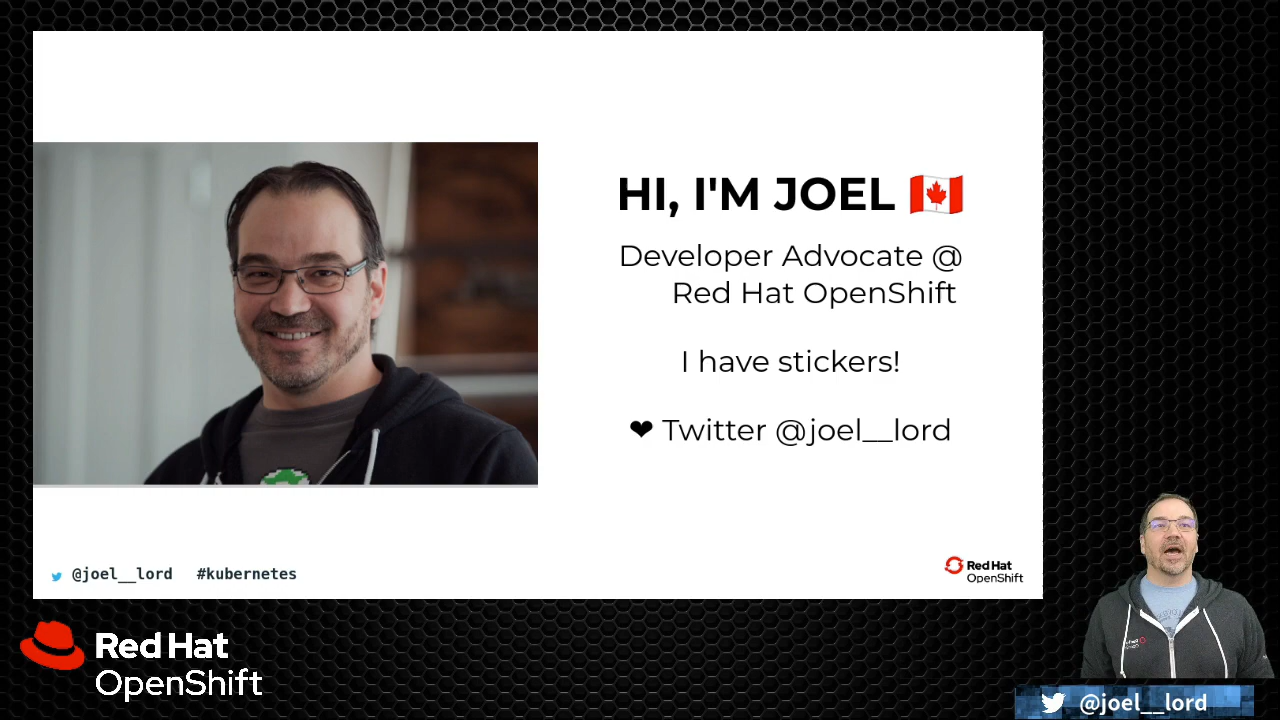 HI, I'M JOEL 🇨🇦
Developer Advocate @
Red Hat OpenShift
I have stickers!
❤ Twitter @joel__lord
@joel__lord #kubernetes
Red Hat
OpenShift
Red Hat
OpenShift
@joel__lord